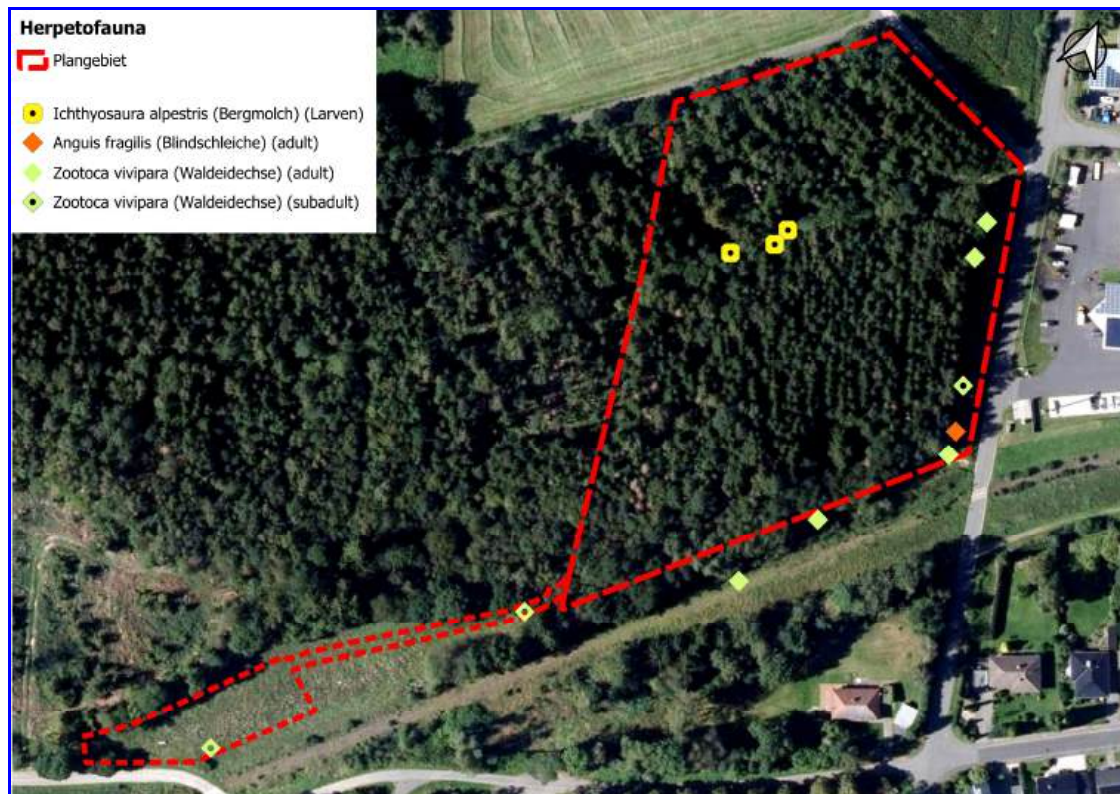 Herpetofauna
Plangebiet
Ichthyosaura alpestris (Bergmolch) (Larven)
Anguis fragilis (Blindschleiche) (adult)
Zootoca vivipara (Waldeidechse) (adult)
Zootoca vivipara (Waldeidechse) (subadult)